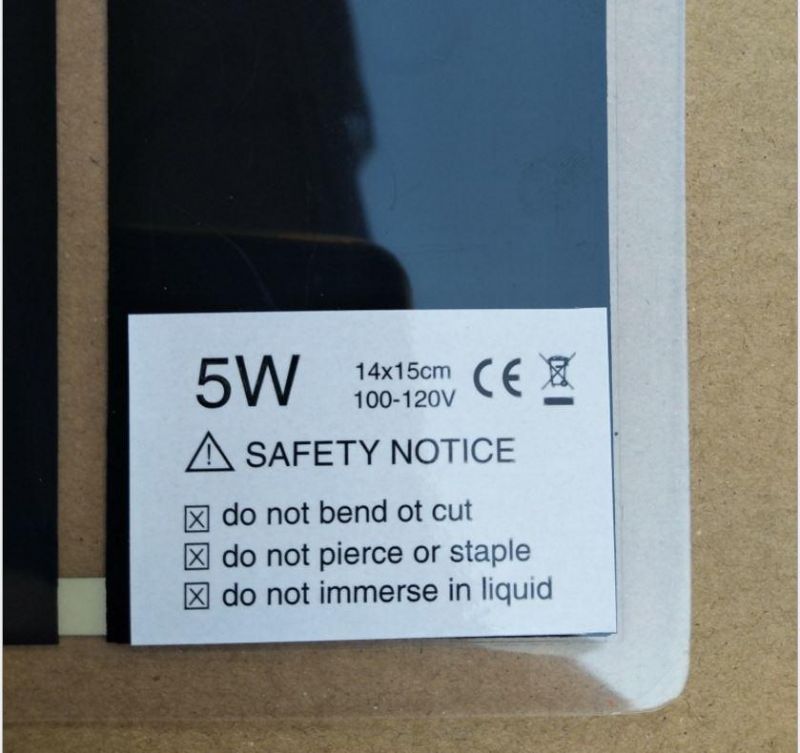 5W
14x15cm
100-120V
CE
SAFETY NOTICE
do not bend ot cut
do not pierce or staple
do not immerse in liquid